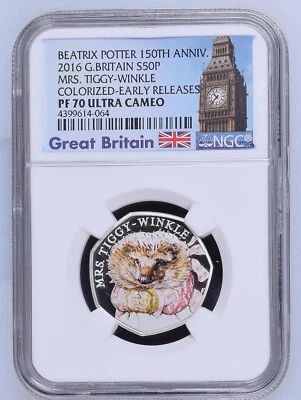 BEATRIX POTTER 150TH ANNIV.
2016 G.BRITAIN S50P
MRS. TIGGY-WINKLE
COLORIZED-EARLY RELEASES
PF 70 ULTRA CAMEO
4399614-064
Great Britain
NGC
MRS. TIGGY-WINKLE